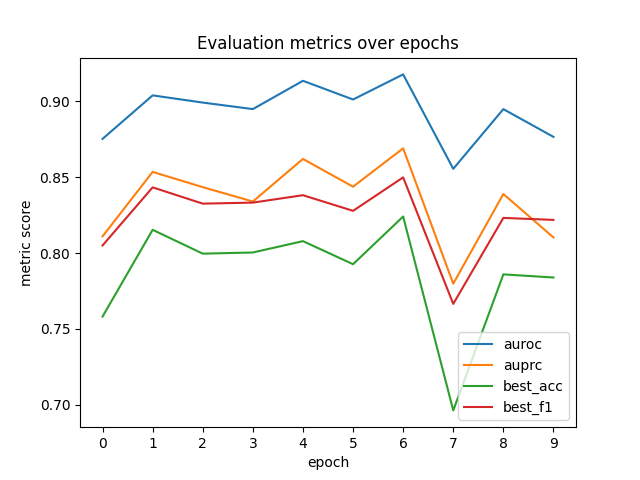 Evaluation metrics over epochs
metric score
0.90
0.85
0.80
0.75
0.70
auroc
auprc
best_acc
best_f1
0 1 2 3 4 5 6 7 8 9
epoch